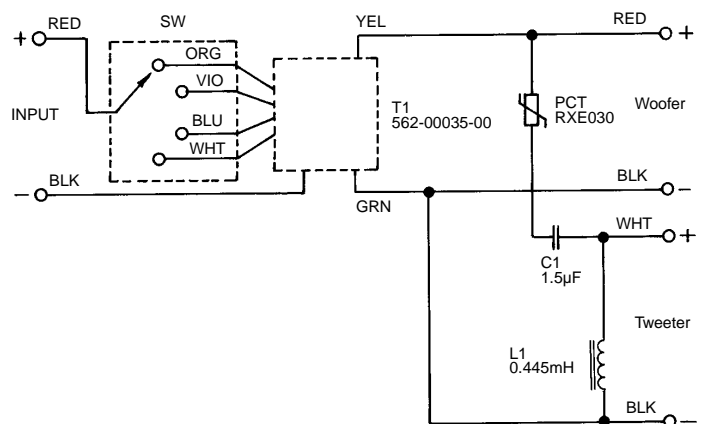 RED
SW
YEL
RED
+
+
ORG
VIO
INPUT
BLU
WHT
T1
562-00035-00
PCT
RXE030
Woofer
−
BLK
GRN
BLK
−
WHT
+
C1
1.5µF
Tweeter
L1
0.445mH
BLK
−